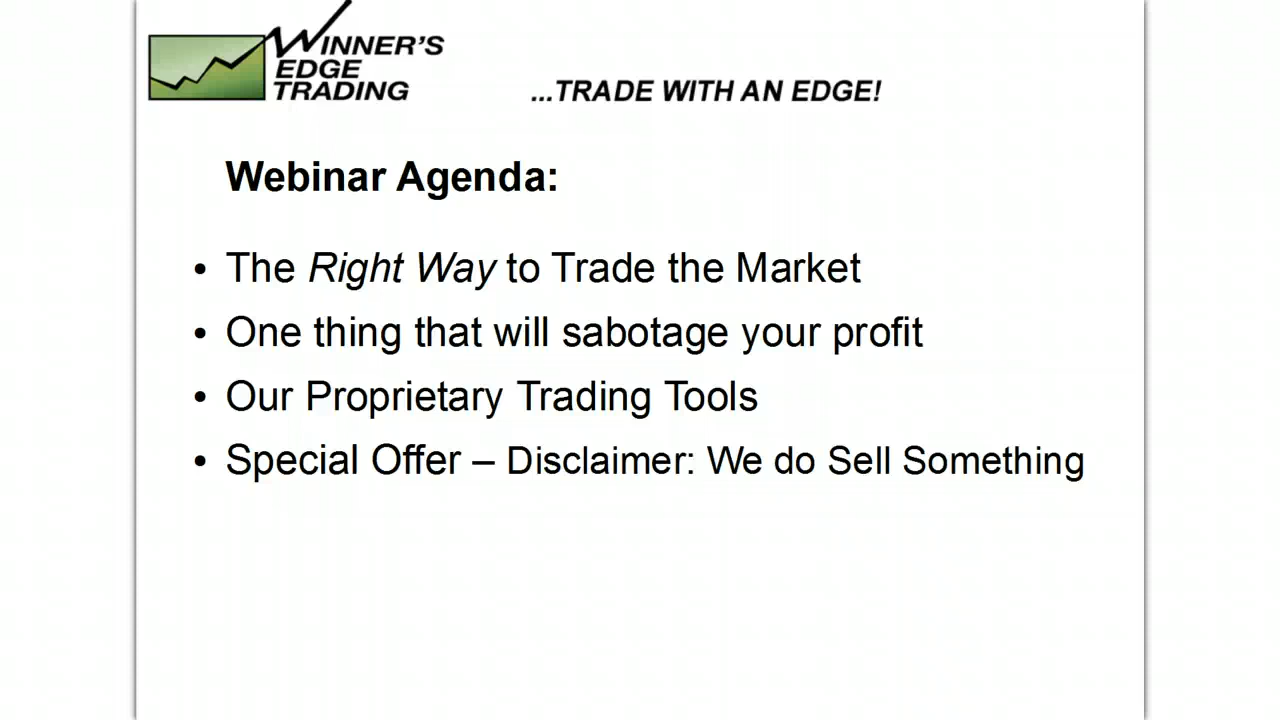 WINNER'S
EDGE
TRADING
...TRADE WITH AN EDGE!
Webinar Agenda:
• The Right Way to Trade the Market
• One thing that will sabotage your profit
• Our Proprietary Trading Tools
• Special Offer – Disclaimer: We do Sell Something